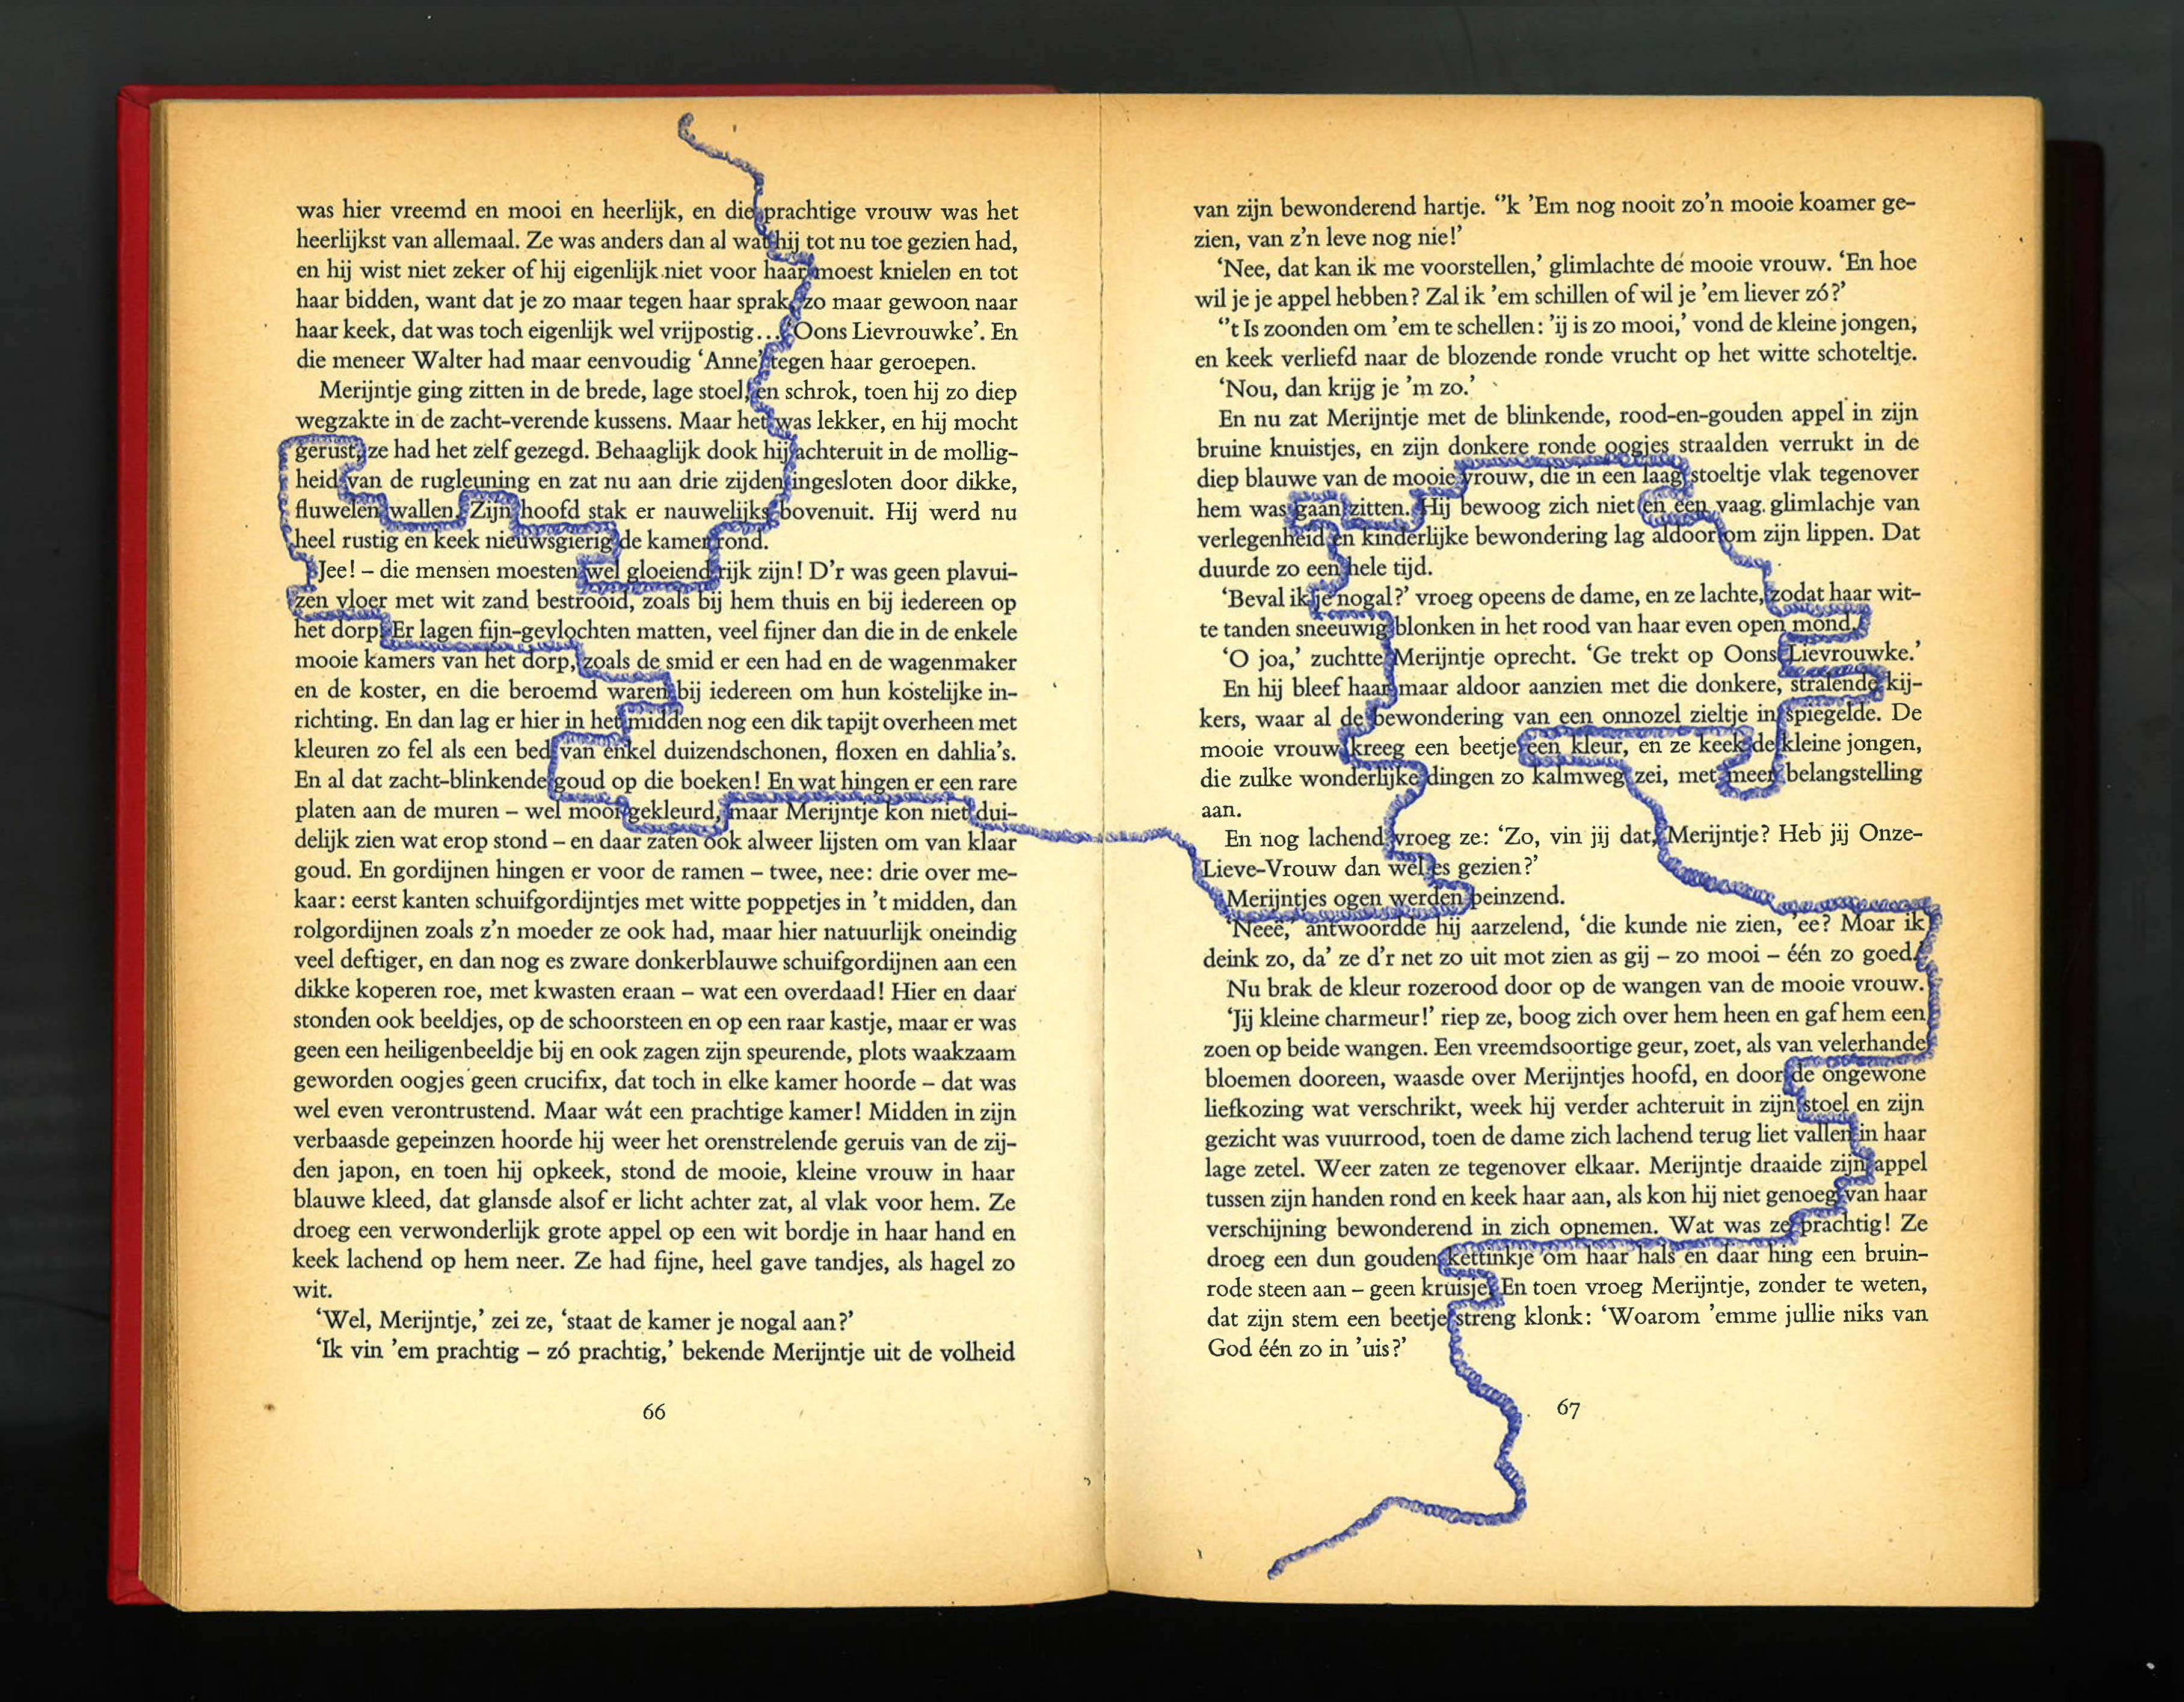 was hier vreemd en mooi en heerlijk, en die prachtige vrouw was het
heerlijkst van allemaal. Ze was anders dan al wat hij tot nu toe gezien had,
en hij wist niet zeker of hij eigenlijk niet voor haar moest knielen en tot
haar bidden, want dat je zo maar tegen haar sprak, zo maar gewoon naar
haar keek, dat was toch eigenlijk wel vrijpostig... ‘Oons Lievrouwke’. En
die meneer Walter had maar eenvoudig ‘Anne’ tegen haar geroepen.
Merijntje ging zitten in de brede, lage stoel, en schrok, toen hij zo diep
wegzakte in de zacht-verende kussens. Maar het was lekker, en hij mocht
gerust, ze had het zelf gezegd. Behaaglijk dook hij achteruit in de mollig-
heid van de rugleuning en zat nu aan drie zijden ingesloten door dikke,
fluwelen wallen. Zijn hoofd stak er nauwelijks bovenuit. Hij werd nu
heel rustig en keek nieuwsgierig de kamer rond.
Jee! – die mensen moesten wel gloeiend rijk zijn! D’r was geen plavui-
zen vloer met wit zand bestrooid, zoals bij hem thuis en bij iedereen op
het dorp. Er lagen fijn-gevlochten matten, veel fijner dan die in de enkele
mooie kamers van het dorp, zoals de smid er een had en de wagenmaker
en de koster, en die beroemd waren bij iedereen om hun kostelijke in-
richting. En dan lag er hier in het midden nog een dik tapijt overheen met
kleuren zo fel als een bed van enkel duizendschonen, floxen en dahlia’s.
En al dat zacht-blinkende goud op die boeken! En wat hingen er een rare
platen aan de muren – wel mooi gekleurd, maar Merijntje kon niet dui-
delijk zien wat erop stond – en daar zaten ook alweer lijsten om van klaar
goud. En gordijnen hingen er voor de ramen – twee, nee: drie over me-
kaar: eerst kanten schuifgordijntjes met witte poppetjes in ’t midden, dan
rolgordijnen zoals z’n moeder ze ook had, maar hier natuurlijk oneindig
veel deftiger, en dan nog es zware donkerblauwe schuifgordijnen aan een
dikke koperen roe, met kwasten eraan – wat een overdaad! Hier en daar
stonden ook beeldjes, op de schoorsteen en op een raar kastje, maar er was
geen een heiligenbeeldje bij en ook zagen zijn speurende, plots waakzaam
geworden oogjes geen crucifix, dat toch in elke kamer hoorde – dat was
wel even verontrustend. Maar wát een prachtige kamer! Midden in zijn
verbaasde gepeinzen hoorde hij weer het orenstrelende geruis van de zij-
den japon, en toen hij opkeek, stond de mooie, kleine vrouw in haar
blauwe kleed, dat glansde alsof er licht achter zat, al vlak voor hem. Ze
droeg een verwonderlijk grote appel op een wit bordje in haar hand en
keek lachend op hem neer. Ze had fijne, heel gave tandjes, als hagel zo
wit.
‘Wel, Merijntje,’ zei ze, ‘staat de kamer je nogal aan?’
‘Ik vin ’em prachtig – zó prachtig,’ bekende Merijntje uit de volheid
66
van zijn bewonderend hartje. ‘’k ’Em nog nooit zo’n mooie koamer ge-
zien, van z’n leve nog nie!’
‘Nee, dat kan ik me voorstellen,’ glimlachte de mooie vrouw. ‘En hoe
wil je je appel hebben? Zal ik ’em schillen of wil je ’em liever zó?’
‘’t Is zoonden om ’em te schellen: ’ij is zo mooi,’ vond de kleine jongen,
en keek verliefd naar de blozende ronde vrucht op het witte schoteltje.
‘Nou, dan krijg je ’m zo.’
En nu zat Merijntje met de blinkende, rood-en-gouden appel in zijn
bruine knuistjes, en zijn donkere ronde oogjes straalden verrukt in de
diep blauwe van de mooie vrouw, die in een laag stoeltje vlak tegenover
hem was gaan zitten. Hij bewoog zich niet en een vaag glimlachje van
verlegenheid en kinderlijke bewondering lag aldoor om zijn lippen. Dat
duurde zo een hele tijd.
‘Beval ik je nogal?’ vroeg opeens de dame, en ze lachte, zodat haar wit-
te tanden sneeuwig blonken in het rood van haar even open mond.
‘O joa,’ zuchtte Merijntje oprecht. ‘Ge trekt op Oons Lievrouwke.’
En hij bleef haar maar aldoor aanzien met die donkere, stralende kij-
kers, waar al de bewondering van een onnozel zieltje in spiegelde. De
mooie vrouw kreeg een beetje een kleur, en ze keek de kleine jongen,
die zulke wonderlijke dingen zo kalmweg zei, met meer belangstelling
aan.
En nog lachend vroeg ze: ‘Zo, vin jij dat, Merijntje? Heb jij Onze-
Lieve-Vrouw dan wel es gezien?’
Merijntjes ogen werden peinzend.
‘Neeë,’ antwoordde hij aarzelend, ‘die kunde nie zien, ’ee? Moar ik
deink zo, da’ ze d’r net zo uit mot zien as gij – zo mooi – één zo goed.’
Nu brak de kleur rozerood door op de wangen van de mooie vrouw.
‘Jij kleine charmeur!’ riep ze, boog zich over hem heen en gaf hem een
zoen op beide wangen. Een vreemdsoortige geur, zoet, als van velerhande
bloemen dooreen, waasde over Merijntjes hoofd, en door de ongewone
liefkozing wat verschrikt, week hij verder achteruit in zijn stoel en zijn
gezicht was vuurrood, toen de dame zich lachend terug liet vallen in haar
lage zetel. Weer zaten ze tegenover elkaar. Merijntje draaide zijn appel
tussen zijn handen rond en keek haar aan, als kon hij niet genoeg van haar
verschijning bewonderend in zich opnemen. Wat was ze prachtig! Ze
droeg een dun gouden kettinkje om haar hals en daar hing een bruin-
rode steen aan – geen kruisje. En toen vroeg Merijntje, zonder te weten,
dat zijn stem een beetje streng klonk: ‘Woarom ’emme jullie niks van
God één zo in ’uis?’
67